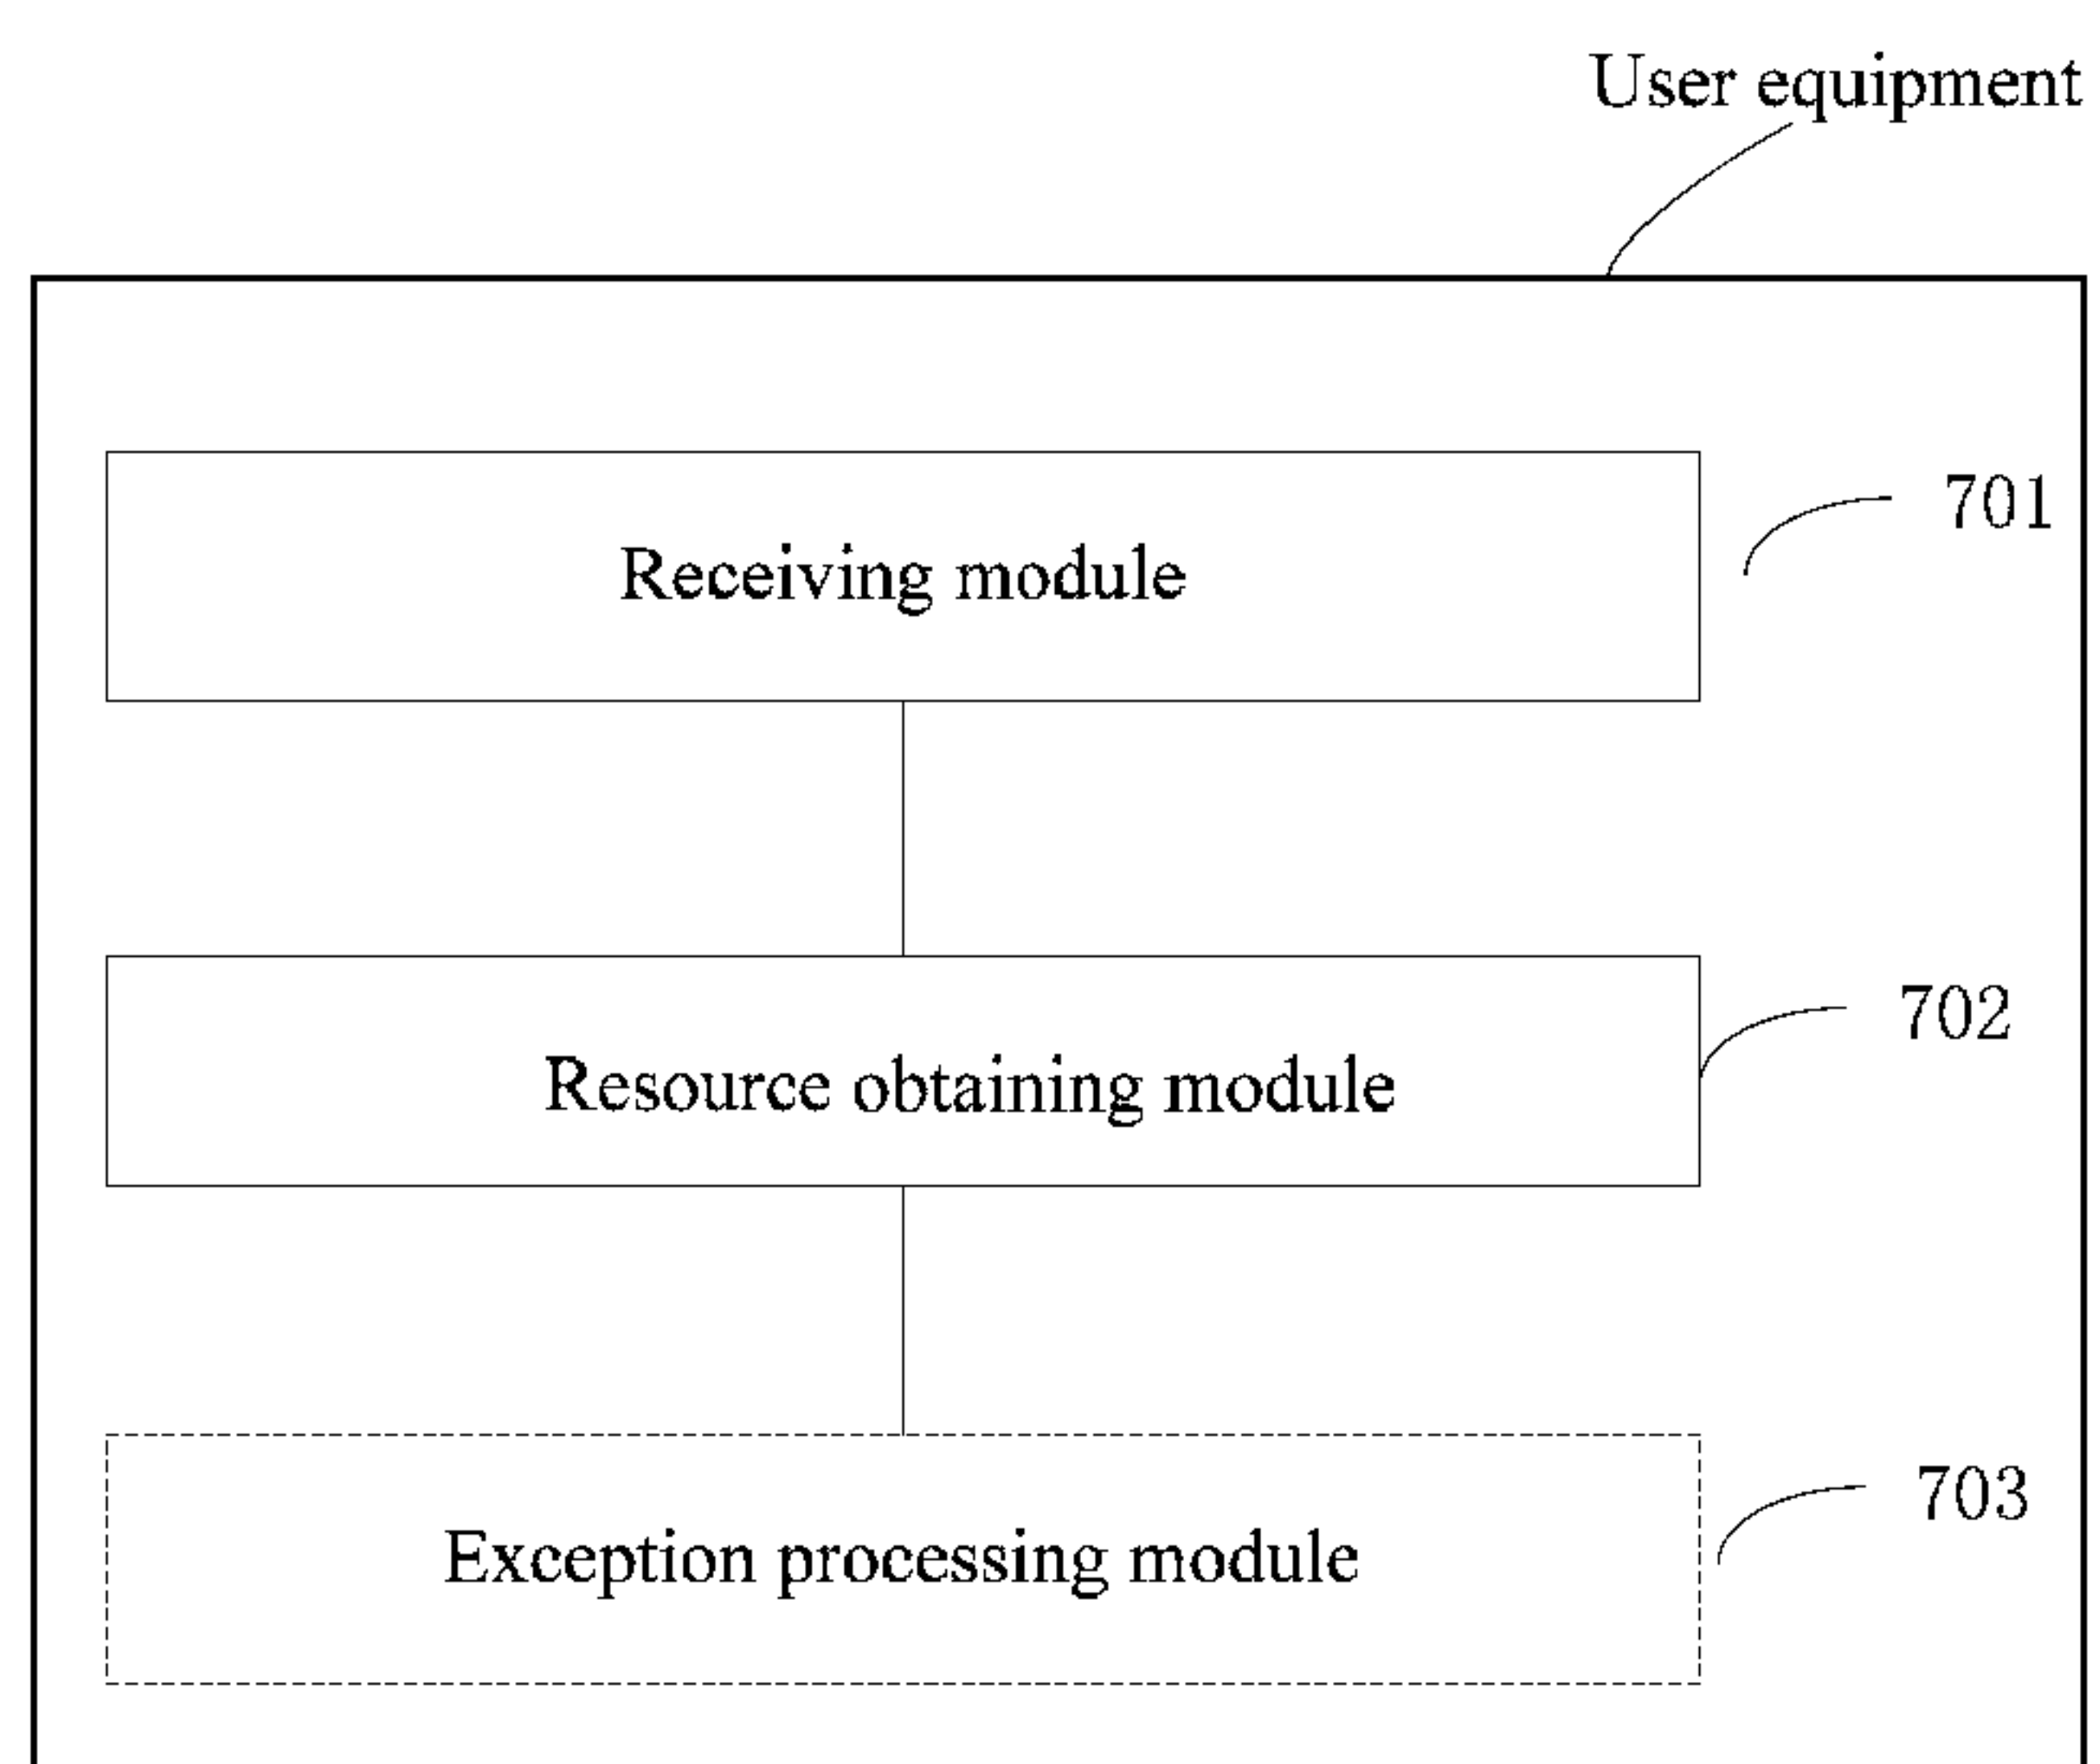 User equipment
Receiving module
701
Resource obtaining module
702
Exception processing module
703